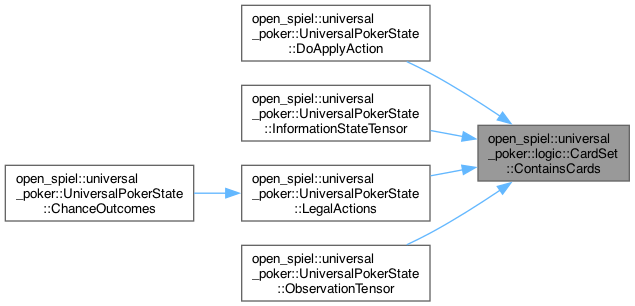 open_spiel::universal
_poker::UniversalPokerState
::DoApplyAction
open_spiel::universal
_poker::UniversalPokerState
::InformationStateTensor
open_spiel::universal
_poker::logic::CardSet
::ContainsCards
open_spiel::universal
_poker::UniversalPokerState
::ChanceOutcomes
open_spiel::universal
_poker::UniversalPokerState
::LegalActions
open_spiel::universal
_poker::UniversalPokerState
::ObservationTensor